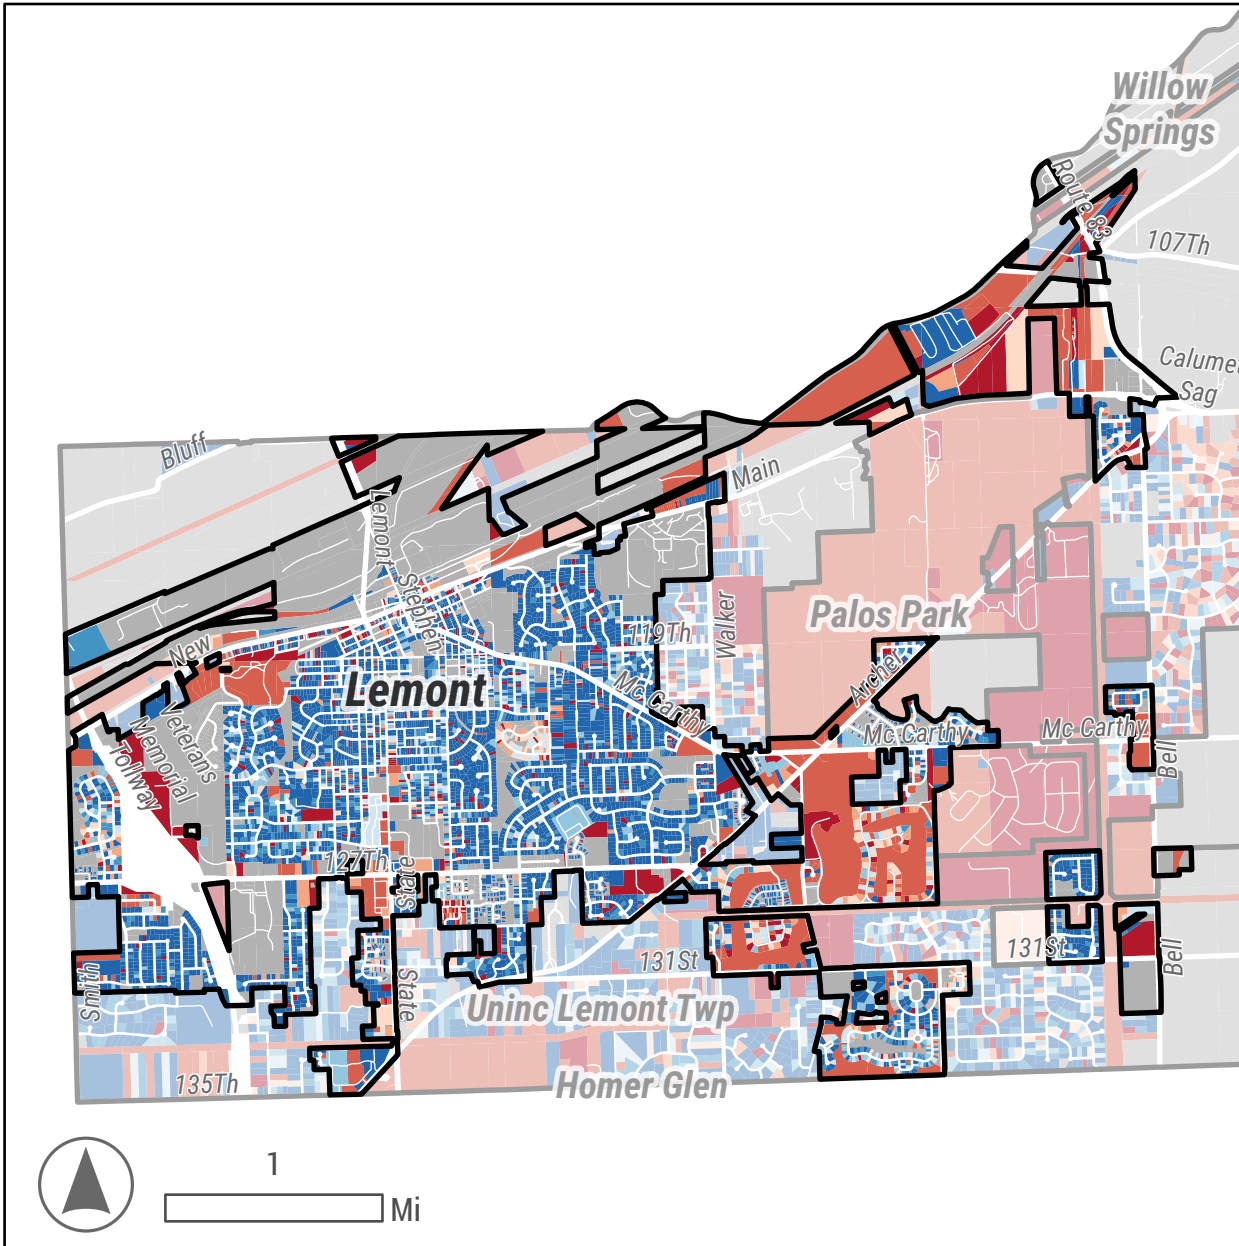 Willow
Springs
Route 83
107Th
Calumet
Sag
Bluff
Lemont
Main
Stephen
119Th
Walker
Palos Park
New
Lemont
Mc Carthy
Archer
Mc Carthy
Mc Carthy
Veterans
Memorial
Tollway
Bell
127Th
State
131St
131St
Bell
Smith
State
Uninc Lemont Twp
135Th
Homer Glen
1
Mi